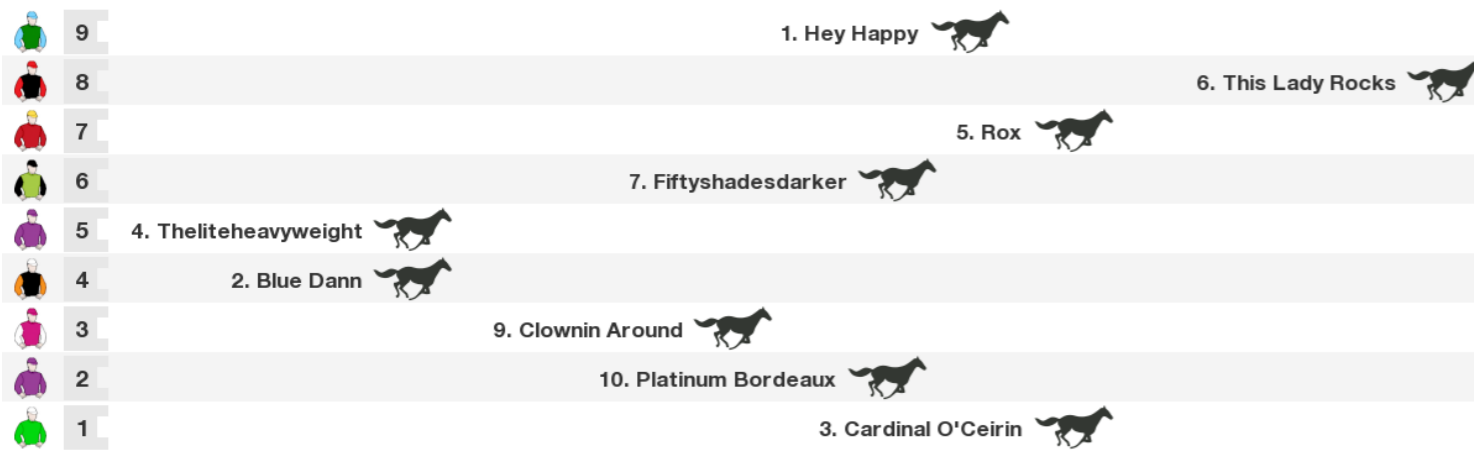 9 1. Hey Happy
8 6. This Lady Rocks
7 5. Rox
6 7. Fiftyshadesdarker
5 4. Theliteheavyweight
4 2. Blue Dann
3 9. Clownin Around
2 10. Platinum Bordeaux
1 3. Cardinal O'Ceirin